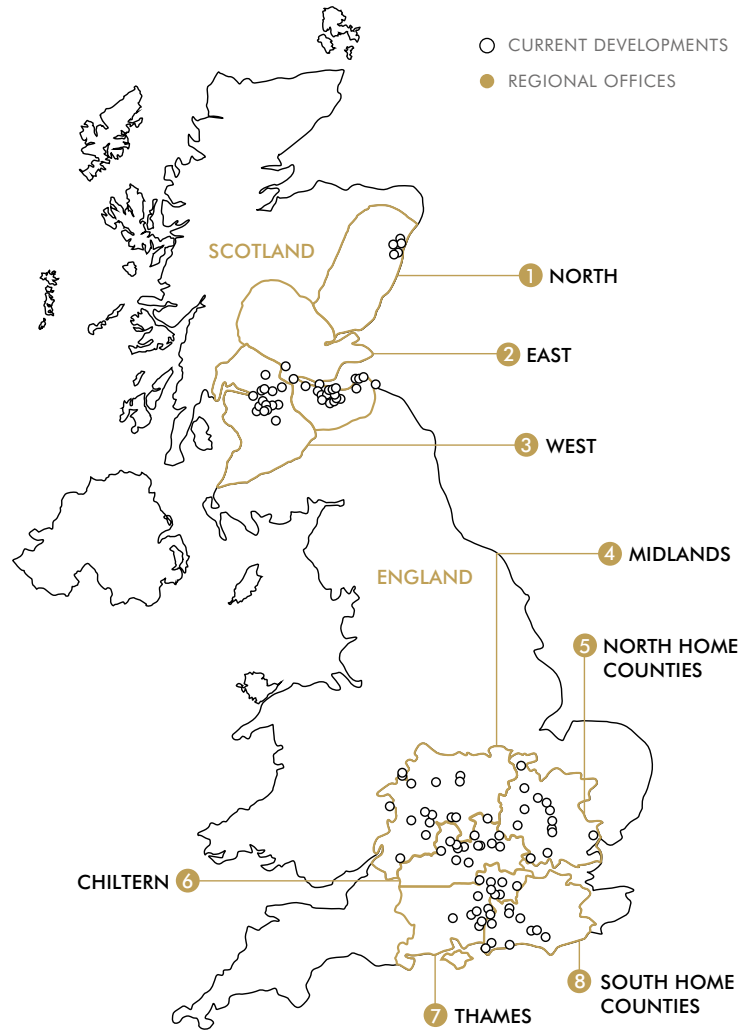 CURRENT DEVELOPMENTS
REGIONAL OFFICES
SCOTLAND
1 NORTH
2 EAST
3 WEST
ENGLAND
4 MIDLANDS
5 NORTH HOME
COUNTIES
CHILTERN 6
8 SOUTH HOME
COUNTIES
7 THAMES